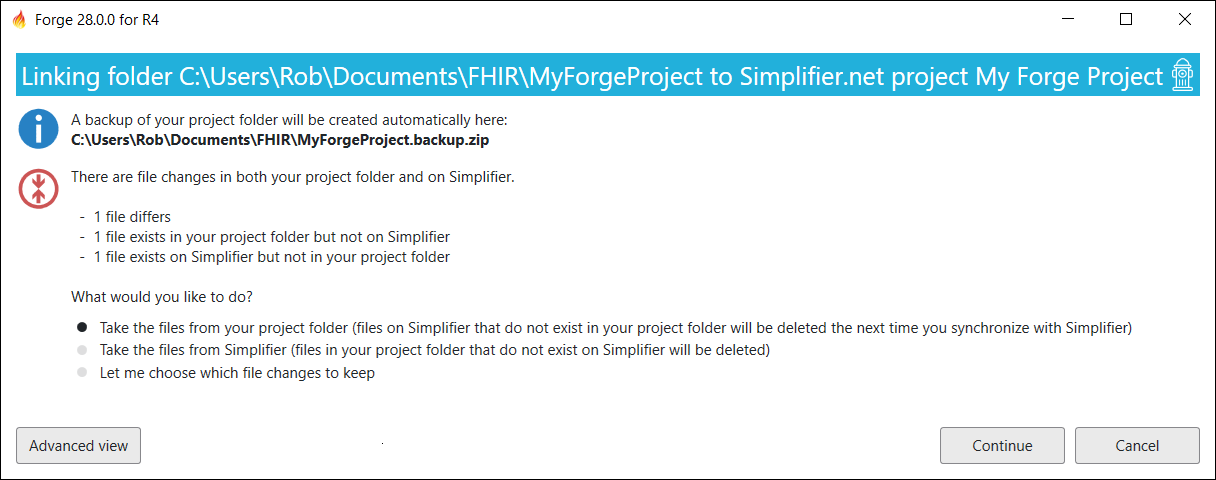 Forge 28.0.0 for R4
Linking folder C:\Users\Rob\Documents\FHIR\MyForgeProject to Simplifier.net project My Forge Project
A backup of your project folder will be created automatically here:
C:\Users\Rob\Documents\FHIR\MyForgeProject.backup.zip
There are file changes in both your project folder and on Simplifier.
- 1 file differs
- 1 file exists in your project folder but not on Simplifier
- 1 file exists on Simplifier but not in your project folder
What would you like to do?
Take the files from your project folder (files on Simplifier that do not exist in your project folder will be deleted the next time you synchronize with Simplifier)
Take the files from Simplifier (files in your project folder that do not exist on Simplifier will be deleted)
Let me choose which file changes to keep
Advanced view
Continue
Cancel